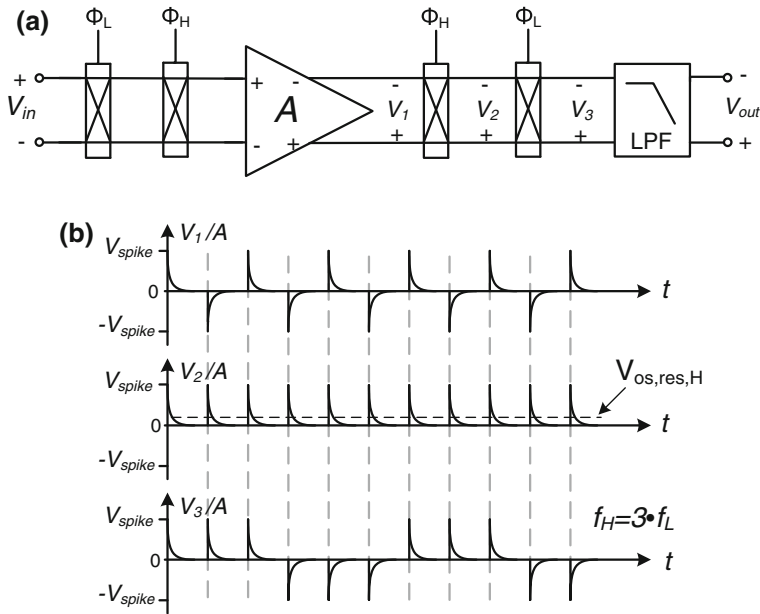 (a)
ΦL ΦH ΦH ΦL
+ + - - - - -
Vin A V1 V2 V3 LPF Vout
- - + + + + +
(b)
V1/A
Vspike
0
-Vspike
t
V2/A
Vspike
0
-Vspike
t
Vos,res,H
V3/A
Vspike
0
-Vspike
t
fH=3•fL